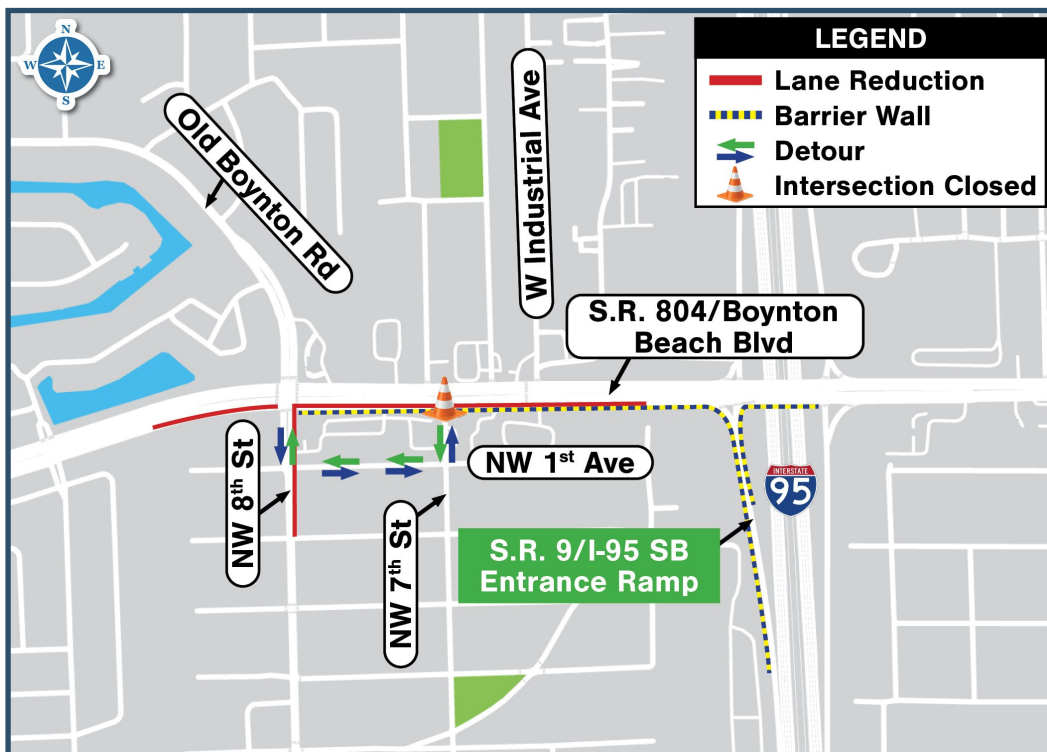 N
W
E
S
LEGEND
Lane Reduction
Barrier Wall
Detour
Intersection Closed
Old Boynton Rd
W Industrial Ave
S.R. 804/Boynton
Beach Blvd
NW 8th St
NW 7th St
NW 1st Ave
INTERSTATE
95
S.R. 9/I-95 SB
Entrance Ramp